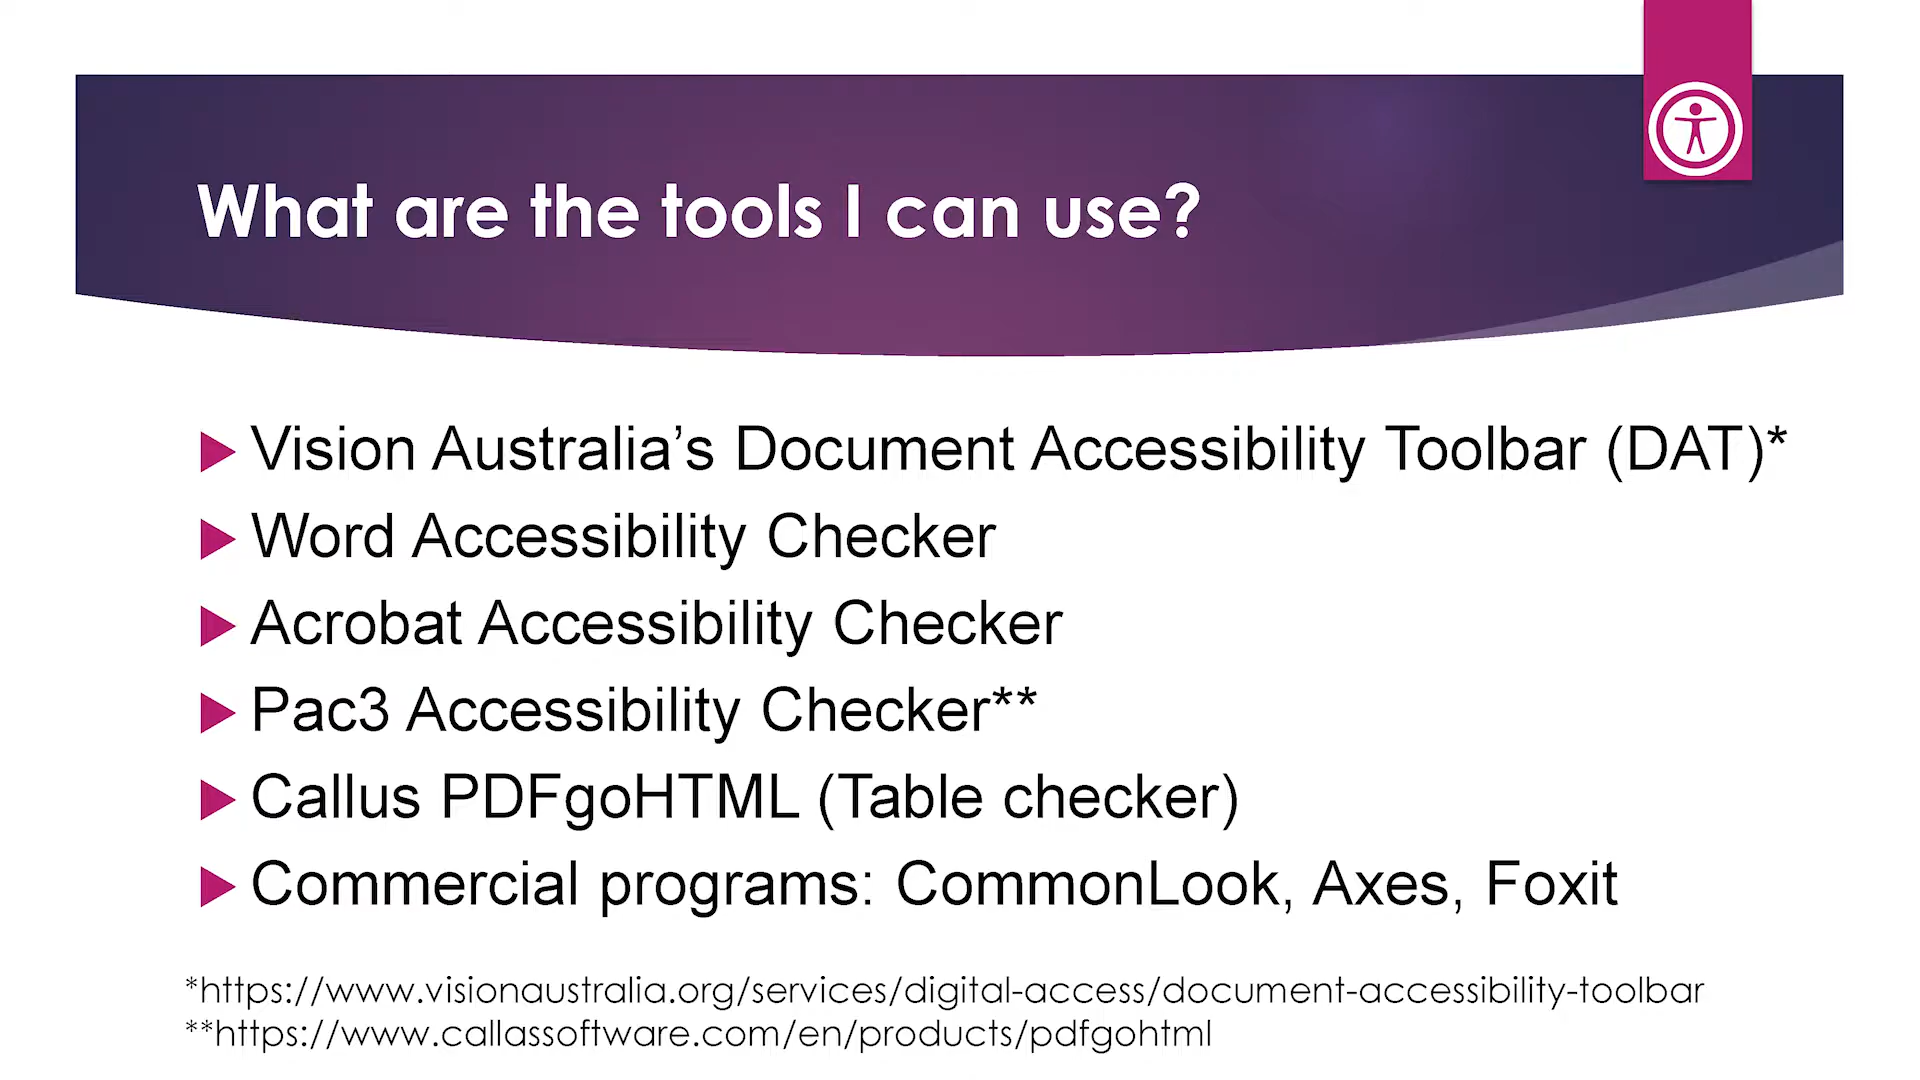 What are the tools I can use?
Vision Australia’s Document Accessibility Toolbar (DAT)*
Word Accessibility Checker
Acrobat Accessibility Checker
Pac3 Accessibility Checker**
Callus PDFgoHTML (Table checker)
Commercial programs: CommonLook, Axes, Foxit
*https://www.visionaustralia.org/services/digital-access/document-accessibility-toolbar
**https://www.callassoftware.com/en/products/pdfgohtml